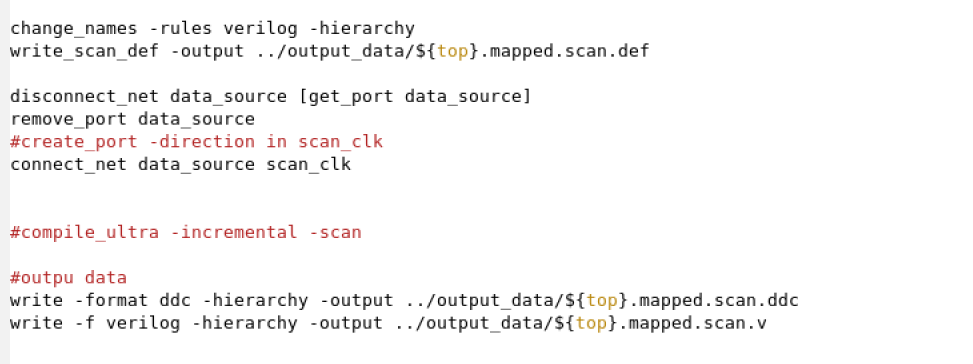 change_names -rules verilog -hierarchy
write_scan_def -output ../output_data/${top}.mapped.scan.def
disconnect_net data_source [get_port data_source]
remove_port data_source
#create_port -direction in scan_clk
connect_net data_source scan_clk
#compile_ultra -incremental -scan
#outpu data
write -format ddc -hierarchy -output ../output_data/${top}.mapped.scan.ddc
write -f verilog -hierarchy -output ../output_data/${top}.mapped.scan.v